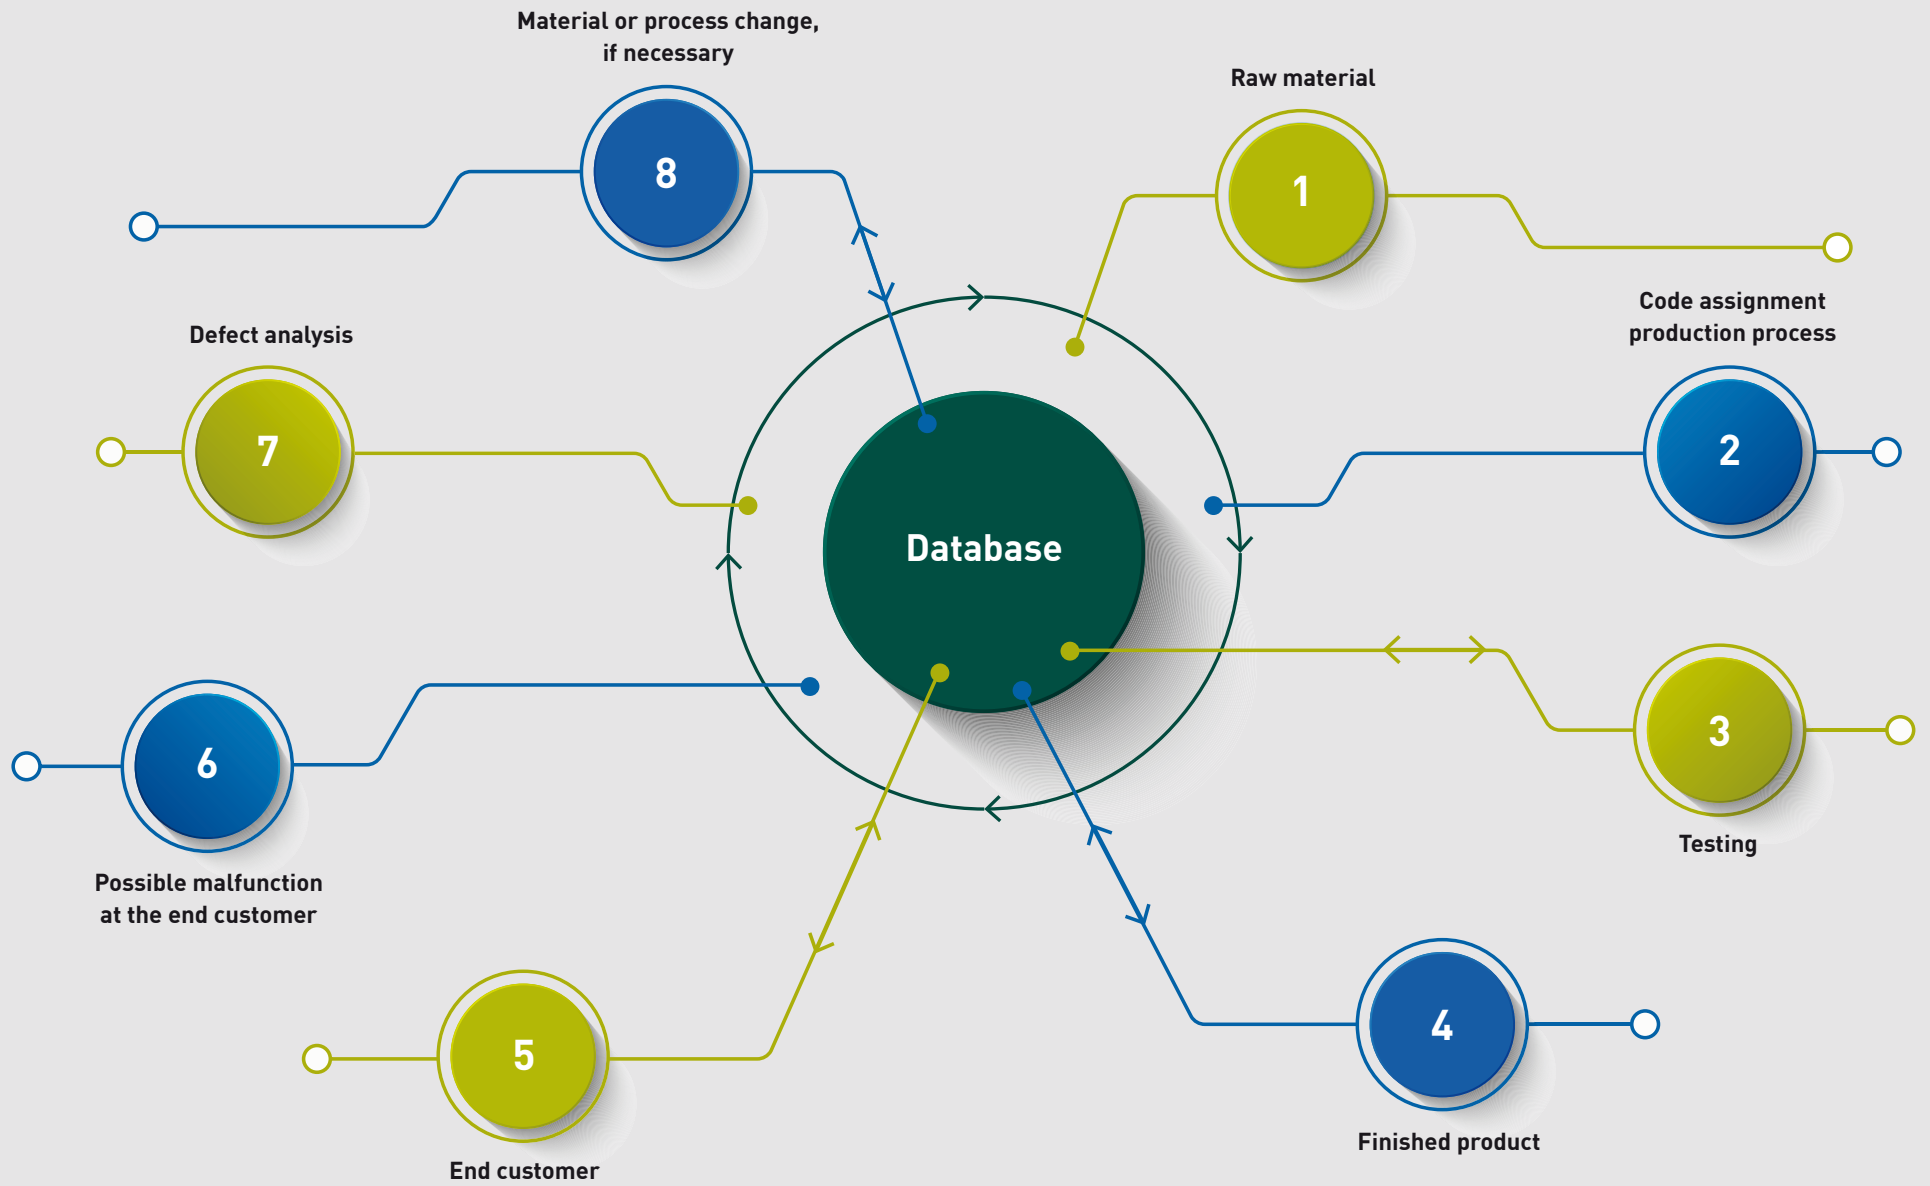 Material or process change,
if necessary
8
Raw material
1
Code assignment
production process
2
Defect analysis
7
Database
3
Testing
6
Possible malfunction
at the end customer
4
Finished product
5
End customer